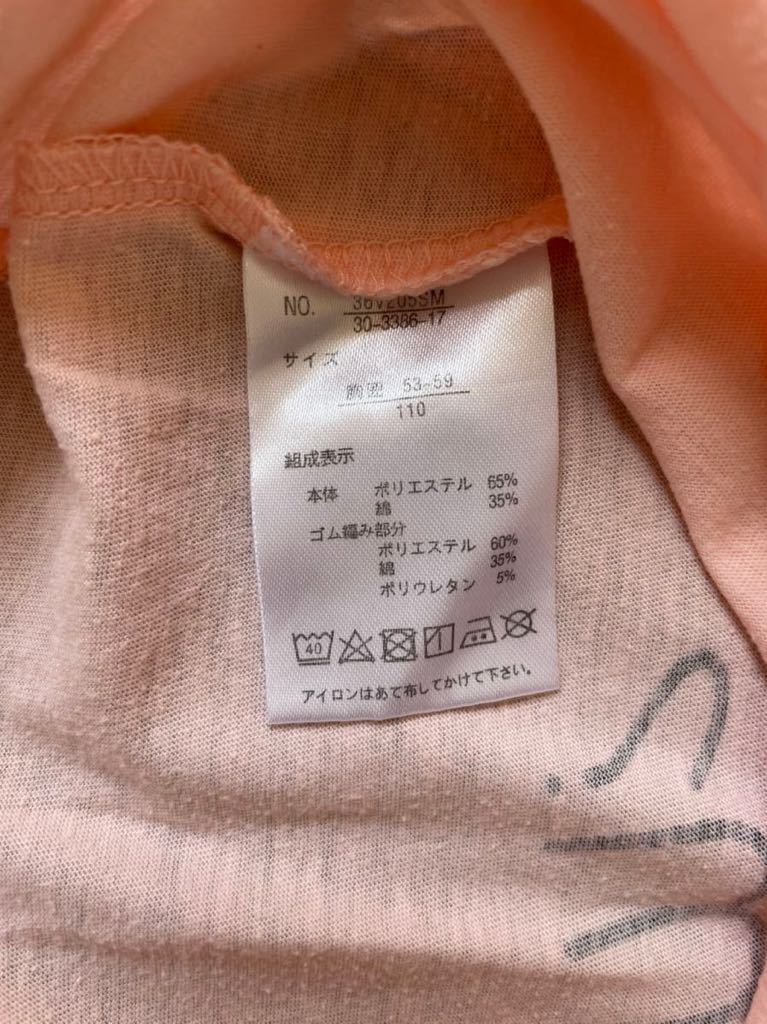 NO. 36V205SM
30-3386-17
サイズ
胸囲 53-59
110
組成表示
本体 ポリエステル 65%
綿 35%
ゴム編み部分
ポリエステル 60%
綿 35%
ポリウレタン 5%
40
アイロンはあて布してかけて下さい。